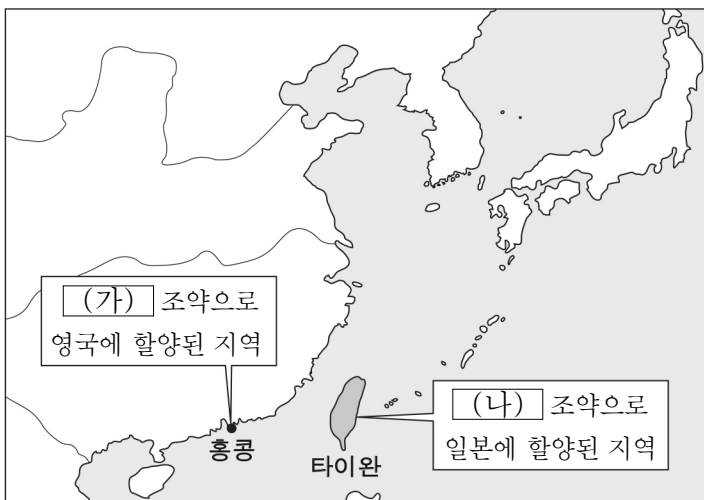 (가) 조약으로
영국에 할양된 지역
(나) 조약으로
일본에 할양된 지역
홍콩
타이완